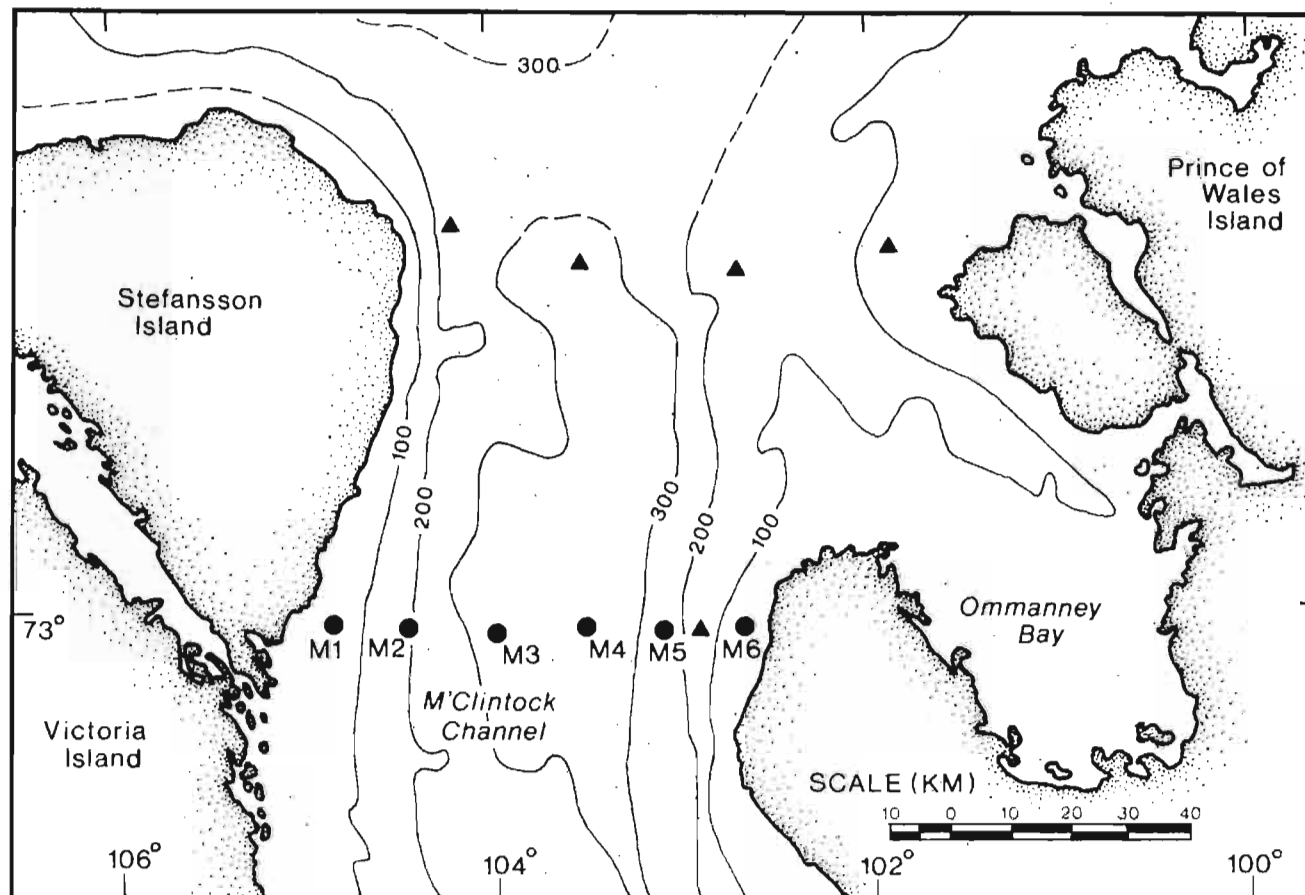 300
Prince of
Wales
Island
Stefansson
Island
100
200
300
200
100
73°
M1
M2
M3
M4
M5
M6
Ommanney
Bay
M'Clintock
Channel
Victoria
Island
SCALE (KM)
10 0 10 20 30 40
106°
104°
102°
100°